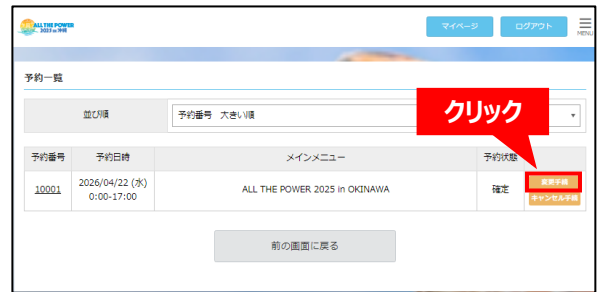 ALL THE POWER
2025 in 沖縄
マイページ
ログアウト
MENU
予約一覧
並び順
予約番号 大きい順
クリック
予約番号
予約日時
メインメニュー
予約状態
10001
2026/04/22 (水)
0:00-17:00
ALL THE POWER 2025 in OKINAWA
確定
変更手続
キャンセル手続
前の画面に戻る